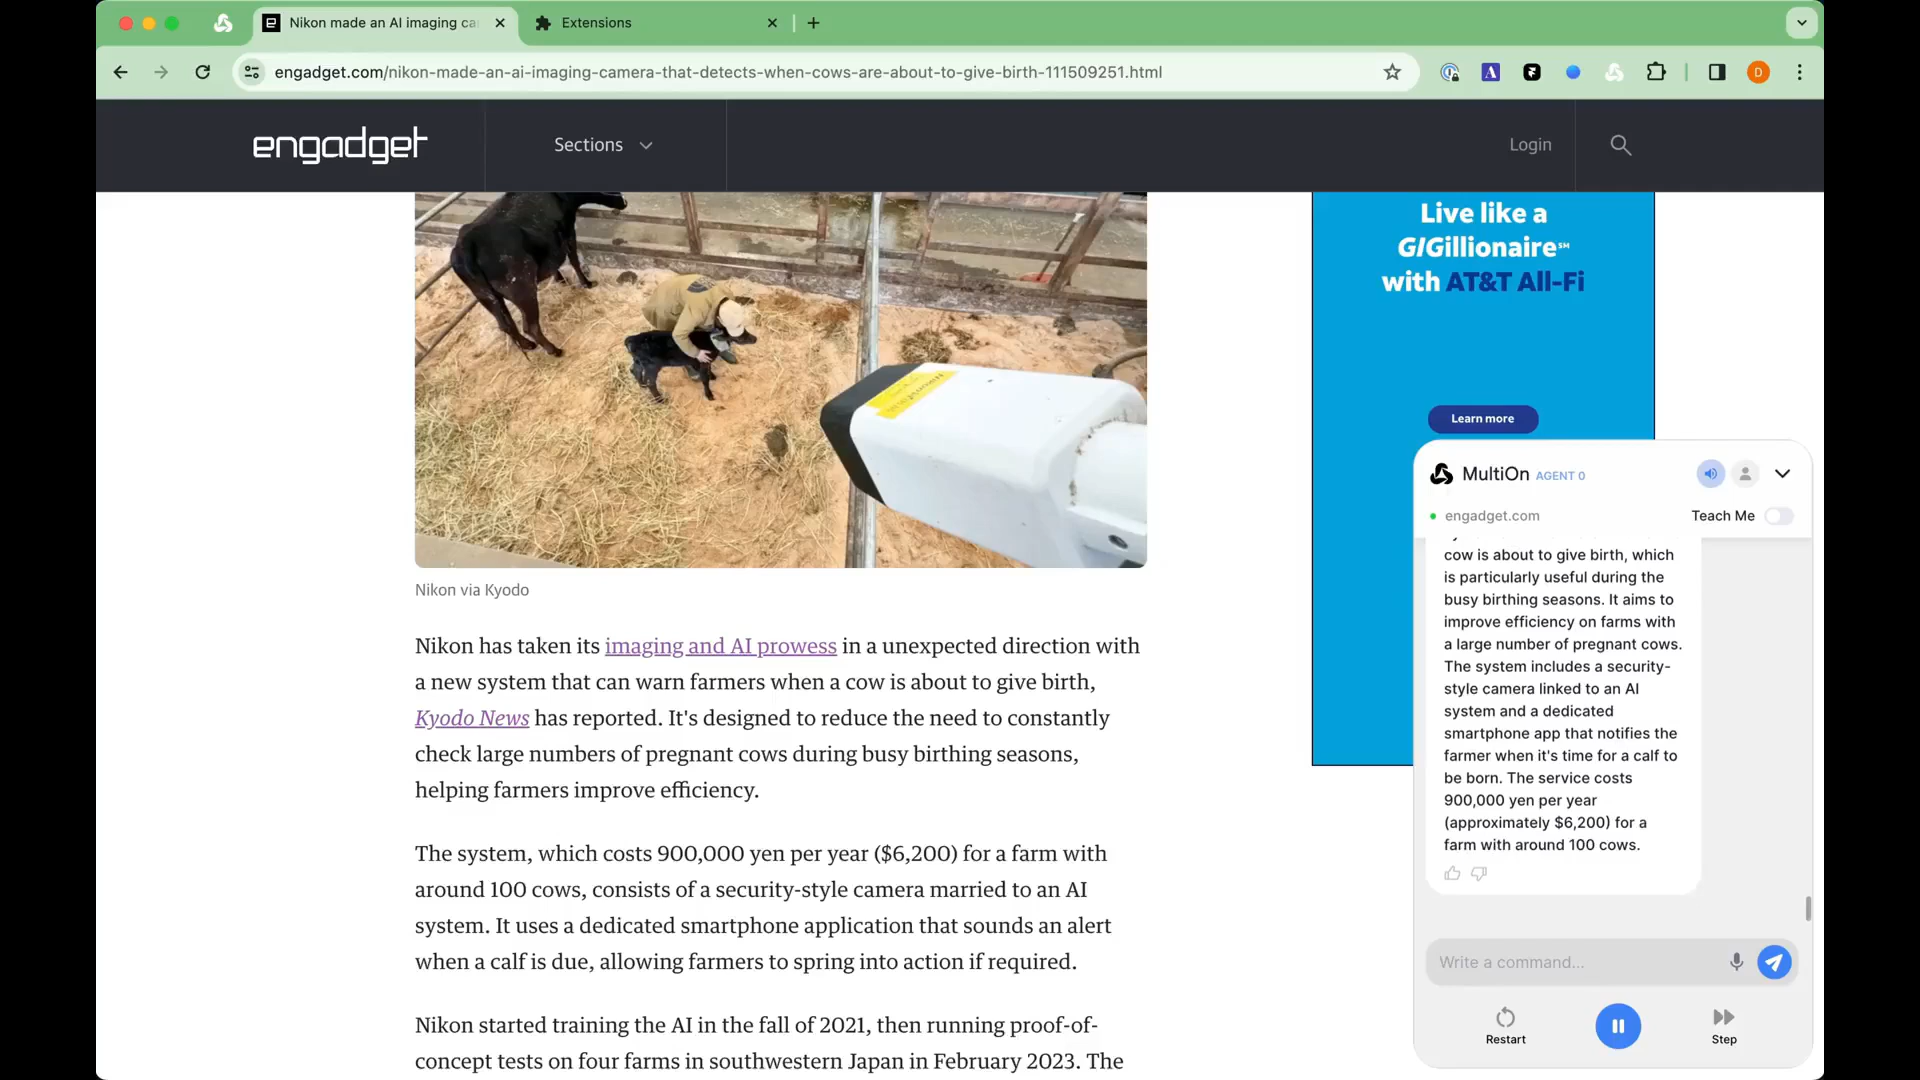 Nikon made an AI imaging ca
Extensions
engadget.com/nikon-made-an-ai-imaging-camera-that-detects-when-cows-are-about-to-give-birth-111509251.html
D
engadget
Sections
Login
Live like a
GIGillionaire℠
with AT&T All-Fi
Learn more
Nikon via Kyodo
Nikon has taken its imaging and AI prowess in a unexpected direction with
a new system that can warn farmers when a cow is about to give birth,
Kyodo News has reported. It's designed to reduce the need to constantly
check large numbers of pregnant cows during busy birthing seasons,
helping farmers improve efficiency.
The system, which costs 900,000 yen per year ($6,200) for a farm with
around 100 cows, consists of a security-style camera married to an AI
system. It uses a dedicated smartphone application that sounds an alert
when a calf is due, allowing farmers to spring into action if required.
Nikon started training the AI in the fall of 2021, then running proof-of-
concept tests on four farms in southwestern Japan in February 2023. The
MultiOn AGENT 0
engadget.com
Teach Me
cow is about to give birth, which
is particularly useful during the
busy birthing seasons. It aims to
improve efficiency on farms with
a large number of pregnant cows.
The system includes a security-
style camera linked to an AI
system and a dedicated
smartphone app that notifies the
farmer when it's time for a calf to
be born. The service costs
900,000 yen per year
(approximately $6,200) for a
farm with around 100 cows.
Write a command...
Restart
Step